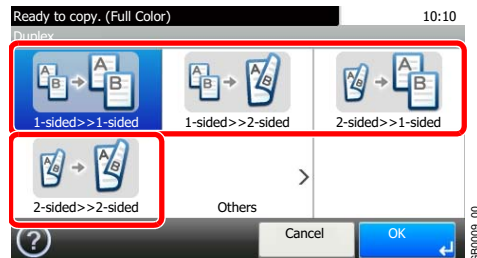 Ready to copy. (Full Color) 10:10
Duplex
A B A B
A B A B
A B A B
1-sided>>1-sided 1-sided>>2-sided 2-sided>>1-sided
A B A B
2-sided>>2-sided Others >
? Cancel OK